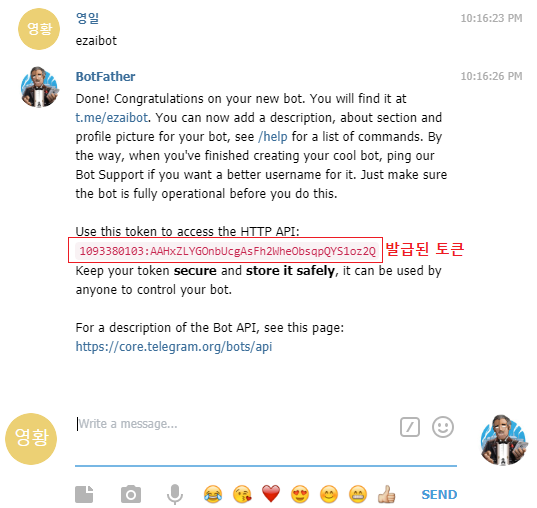 영황
영일
10:16:23 PM
ezaibot
BotFather
10:16:26 PM
Done! Congratulations on your new bot. You will find it at
t.me/ezaibot. You can now add a description, about section and
profile picture for your bot, see /help for a list of commands. By
the way, when you've finished creating your cool bot, ping our
Bot Support if you want a better username for it. Just make sure
the bot is fully operational before you do this.
Use this token to access the HTTP API:
1093380103:AAHxZLYGOnbUcgAsFh2WheObsqpQYS1oz2Q 발급된 토큰
Keep your token secure and store it safely, it can be used by
anyone to control your bot.
For a description of the Bot API, see this page:
https://core.telegram.org/bots/api
영황
Write a message...
SEND